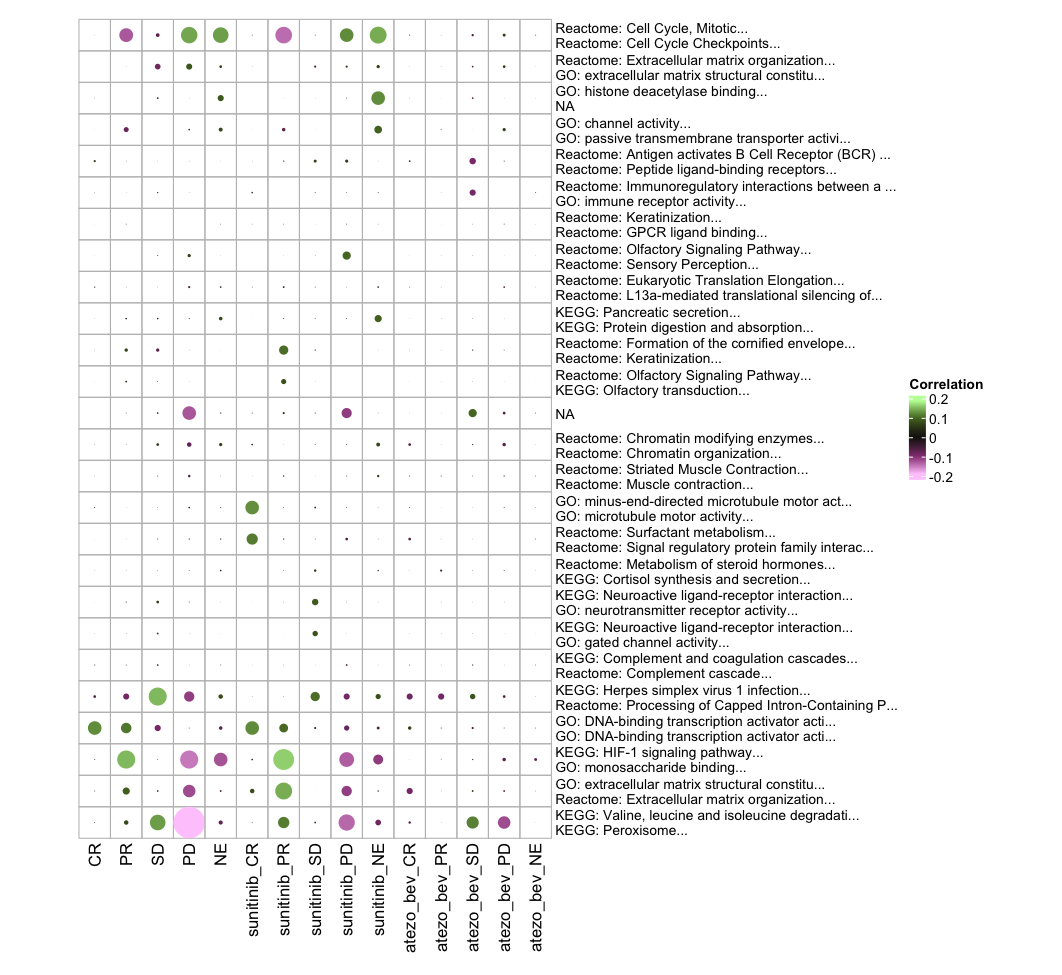 Reactome: Cell Cycle, Mitotic...
Reactome: Cell Cycle Checkpoints...
Reactome: Extracellular matrix organization...
GO: extracellular matrix structural constitu...
GO: histone deacetylase binding...
NA
GO: channel activity...
GO: passive transmembrane transporter activi...
Reactome: Antigen activates B Cell Receptor (BCR) ...
Reactome: Peptide ligand-binding receptors...
Reactome: Immunoregulatory interactions between a ...
GO: immune receptor activity...
Reactome: Keratinization...
Reactome: GPCR ligand binding...
Reactome: Olfactory Signaling Pathway...
Reactome: Sensory Perception...
Reactome: Eukaryotic Translation Elongation...
Reactome: L13a-mediated translational silencing of...
KEGG: Pancreatic secretion...
KEGG: Protein digestion and absorption...
Reactome: Formation of the cornified envelope...
Reactome: Keratinization...
Reactome: Olfactory Signaling Pathway...
KEGG: Olfactory transduction...
NA
Reactome: Chromatin modifying enzymes...
Reactome: Chromatin organization...
Reactome: Striated Muscle Contraction...
Reactome: Muscle contraction...
GO: minus-end-directed microtubule motor act...
GO: microtubule motor activity...
Reactome: Surfactant metabolism...
Reactome: Signal regulatory protein family interac...
Reactome: Metabolism of steroid hormones...
KEGG: Cortisol synthesis and secretion...
KEGG: Neuroactive ligand-receptor interaction...
GO: neurotransmitter receptor activity...
KEGG: Neuroactive ligand-receptor interaction...
GO: gated channel activity...
KEGG: Complement and coagulation cascades...
Reactome: Complement cascade...
KEGG: Herpes simplex virus 1 infection...
Reactome: Processing of Capped Intron-Containing P...
GO: DNA-binding transcription activator acti...
GO: DNA-binding transcription activator acti...
KEGG: HIF-1 signaling pathway...
GO: monosaccharide binding...
GO: extracellular matrix structural constitu...
Reactome: Extracellular matrix organization...
KEGG: Valine, leucine and isoleucine degradati...
KEGG: Peroxisome...
Correlation
0.2
0.1
0
-0.1
-0.2
CR
PR
SD
PD
NE
sunitinib_CR
sunitinib_PR
sunitinib_SD
sunitinib_PD
sunitinib_NE
atezo_bev_CR
atezo_bev_PR
atezo_bev_SD
atezo_bev_PD
atezo_bev_NE